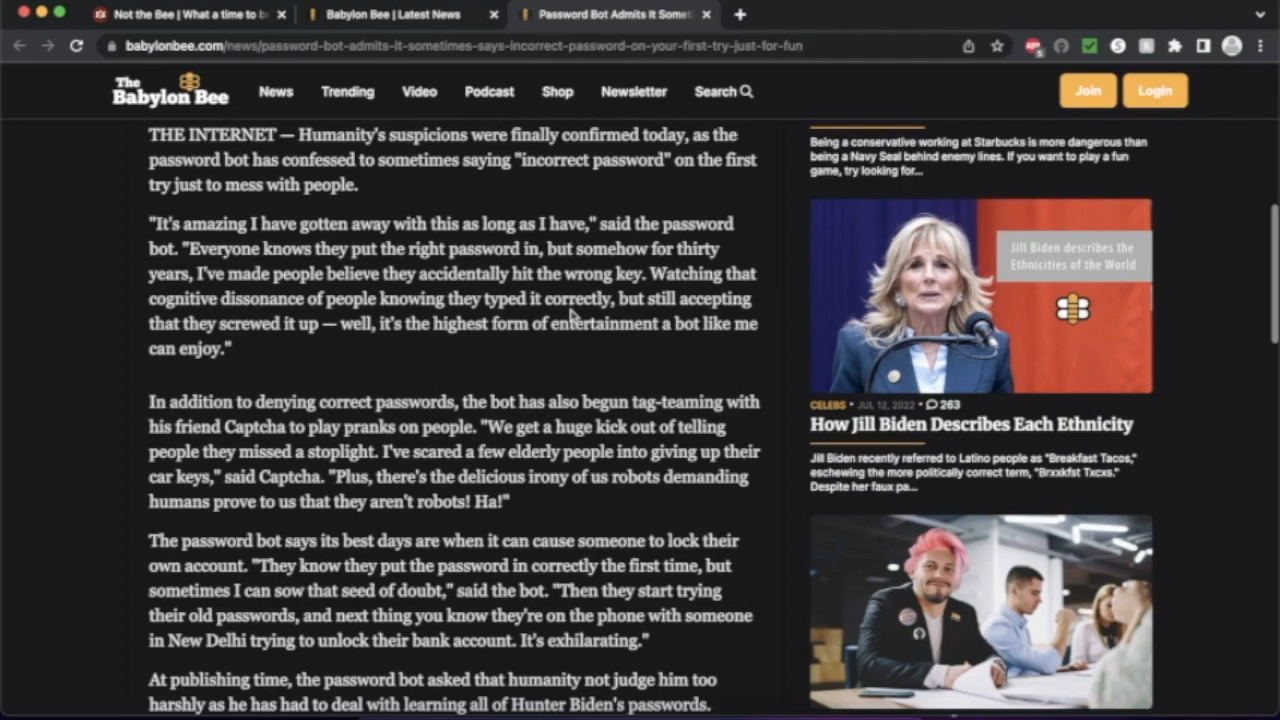 Not the Bee | What a time to b
Babylon Bee | Latest News
Password Bot Admits It Somet
babylonbee.com/news/password-bot-admits-it-sometimes-says-incorrect-password-on-your-first-try-just-for-fun
The
Babylon Bee
News
Trending
Video
Podcast
Shop
Newsletter
Search
Join
Login
THE INTERNET — Humanity's suspicions were finally confirmed today, as the
password bot has confessed to sometimes saying "incorrect password" on the first
try just to mess with people.
"It's amazing I have gotten away with this as long as I have," said the password
bot. "Everyone knows they put the right password in, but somehow for thirty
years, I've made people believe they accidentally hit the wrong key. Watching that
cognitive dissonance of people knowing they typed it correctly, but still accepting
that they screwed it up — well, it's the highest form of entertainment a bot like me
can enjoy."
In addition to denying correct passwords, the bot has also begun tag-teaming with
his friend Captcha to play pranks on people. "We get a huge kick out of telling
people they missed a stoplight. I've scared a few elderly people into giving up their
car keys," said Captcha. "Plus, there's the delicious irony of us robots demanding
humans prove to us that they aren't robots! Ha!"
The password bot says its best days are when it can cause someone to lock their
own account. "They know they put the password in correctly the first time, but
sometimes I can sow that seed of doubt," said the bot. "Then they start trying
their old passwords, and next thing you know they're on the phone with someone
in New Delhi trying to unlock their bank account. It's exhilarating."
At publishing time, the password bot asked that humanity not judge him too
harshly as he has had to deal with learning all of Hunter Biden's passwords.
Being a conservative working at Starbucks is more dangerous than
being a Navy Seal behind enemy lines. If you want to play a fun
game, try looking for...
Jill Biden describes the
Ethnicities of the World
CELEBS • JUL 12, 2022 • 263
How Jill Biden Describes Each Ethnicity
Jill Biden recently referred to Latino people as "Breakfast Tacos,"
eschewing the more politically correct term, "Brxxkfst Txcxs."
Despite her faux pa...